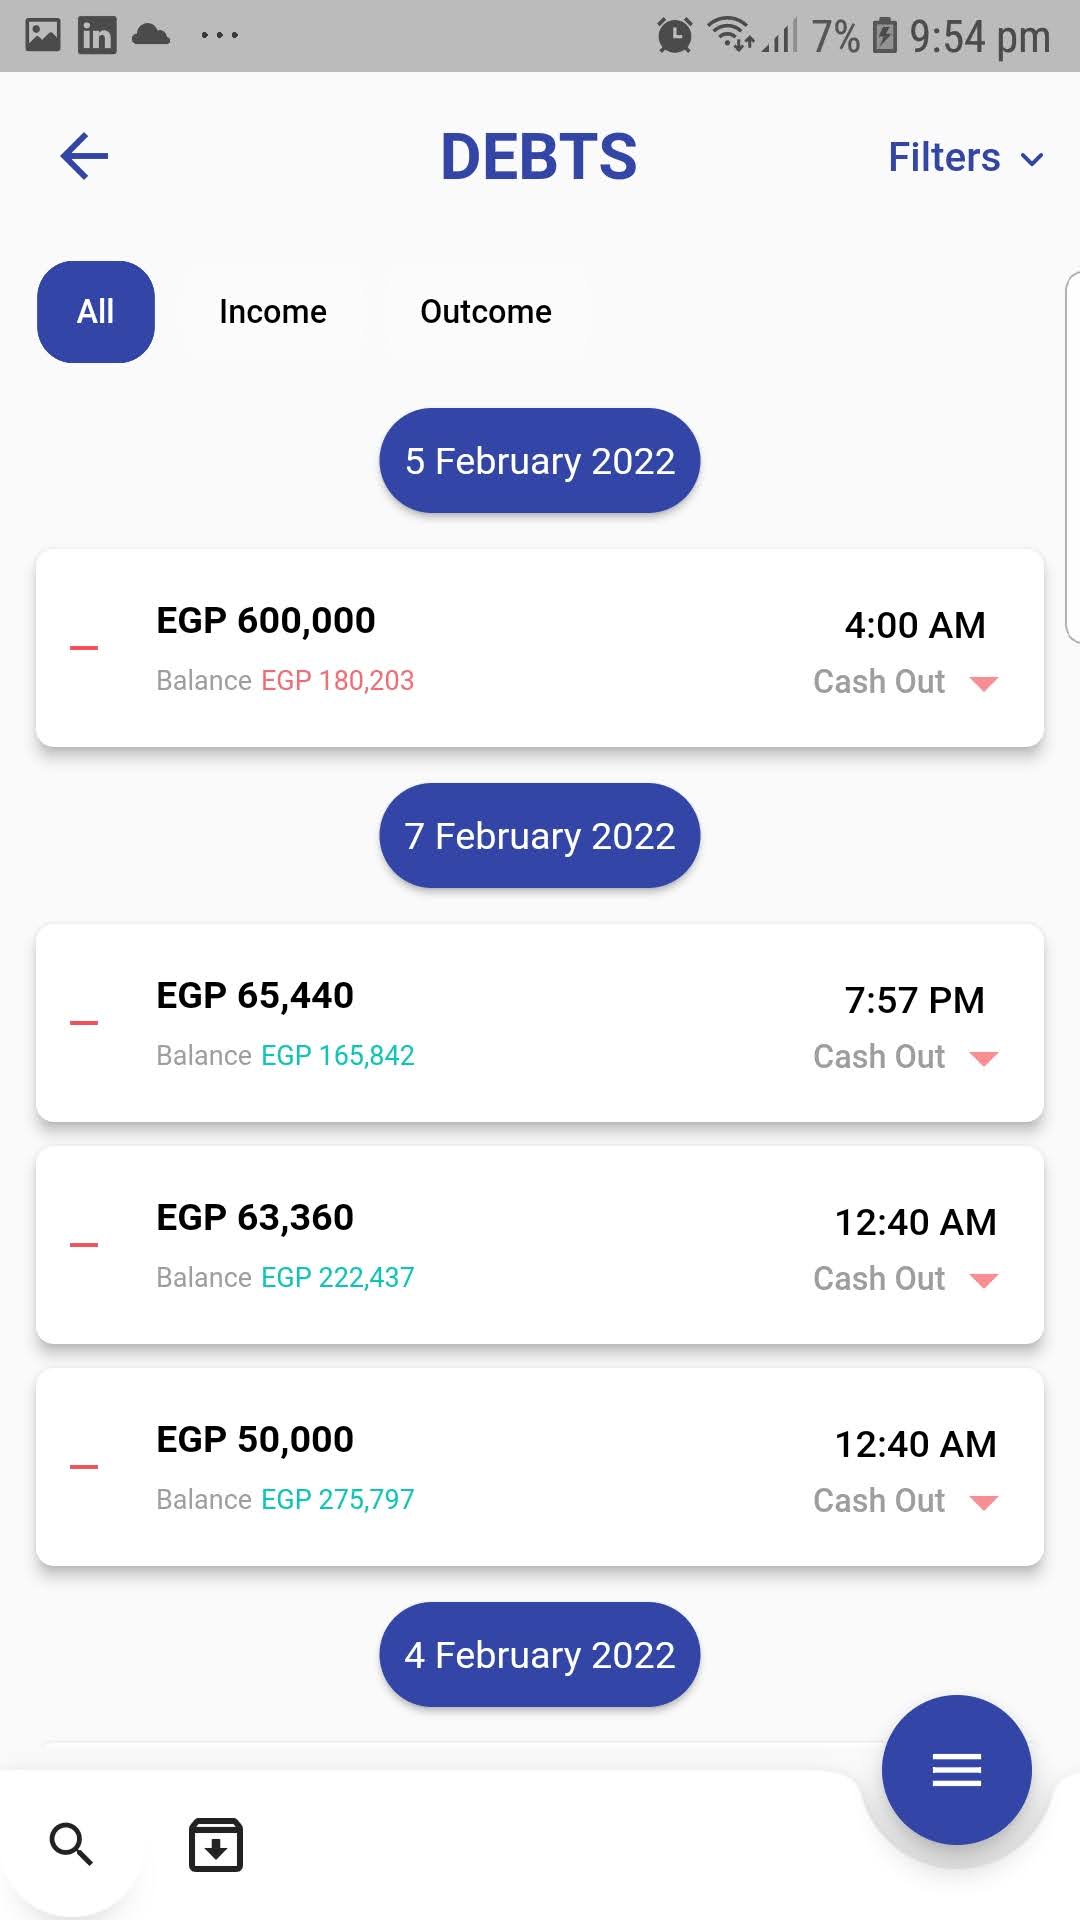 in ... 7% 9:54 pm
DEBTS Filters
All Income Outcome
5 February 2022
EGP 600,000 4:00 AM
Balance EGP 180,203 Cash Out
7 February 2022
EGP 65,440 7:57 PM
Balance EGP 165,842 Cash Out
EGP 63,360 12:40 AM
Balance EGP 222,437 Cash Out
EGP 50,000 12:40 AM
Balance EGP 275,797 Cash Out
4 February 2022